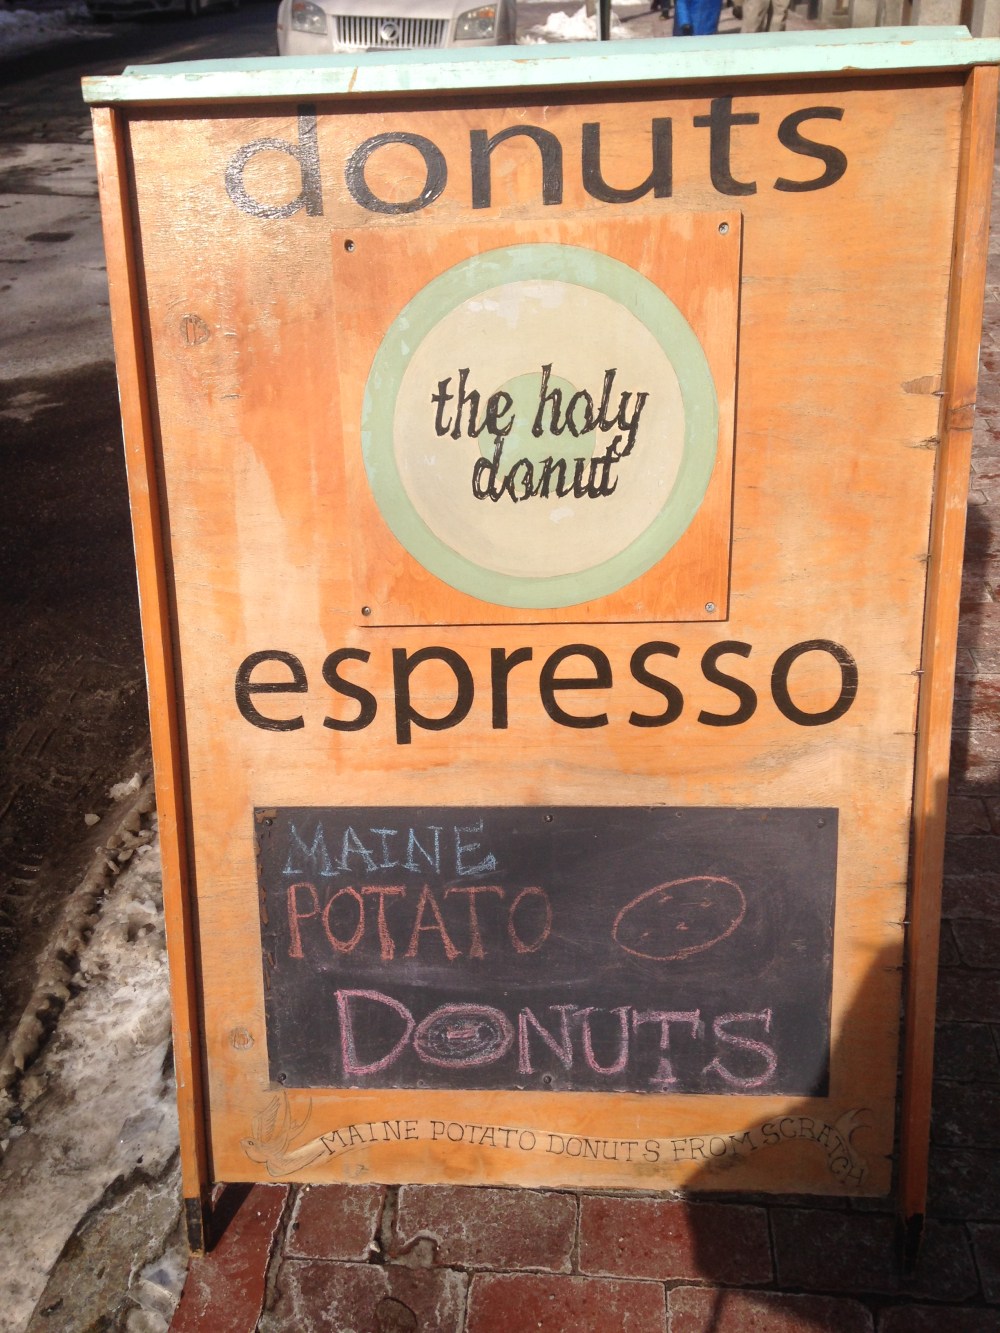 donuts
the holy
donut
espresso
MAINE
POTATO
DONUTS
MAINE POTATO DONUTS FROM SCRATCH